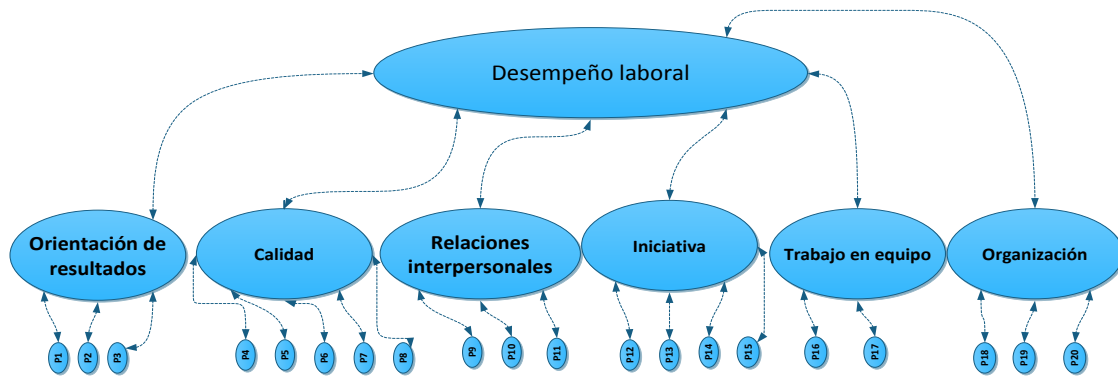 Desempeño laboral
Orientación de
resultados
Calidad
Relaciones
interpersonales
Iniciativa
Trabajo en equipo
Organización
P1
P2
P3
P4
P5
P6
P7
P8
P9
P10
P11
P12
P13
P14
P15
P16
P17
P18
P19
P20